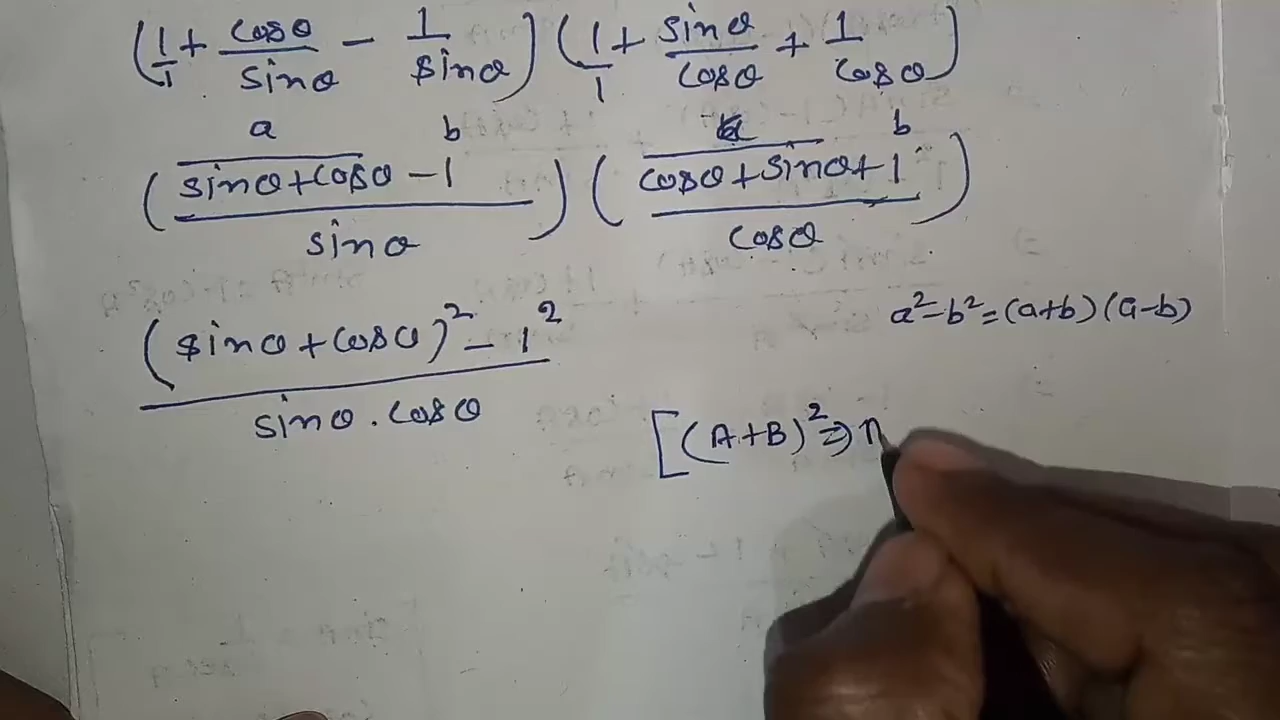 (1/1 + cosθ/sinθ − 1/sinθ) (1/1 + sinθ/cosθ + 1/cosθ)
a b a b
(sinθ+cosθ −1 / sinθ) (cosθ+sinθ+1 / cosθ)
(sinθ+cosθ)² − 1² / sinθ . cosθ
a²−b²=(a+b)(a−b)
[(A+B)² ⇒